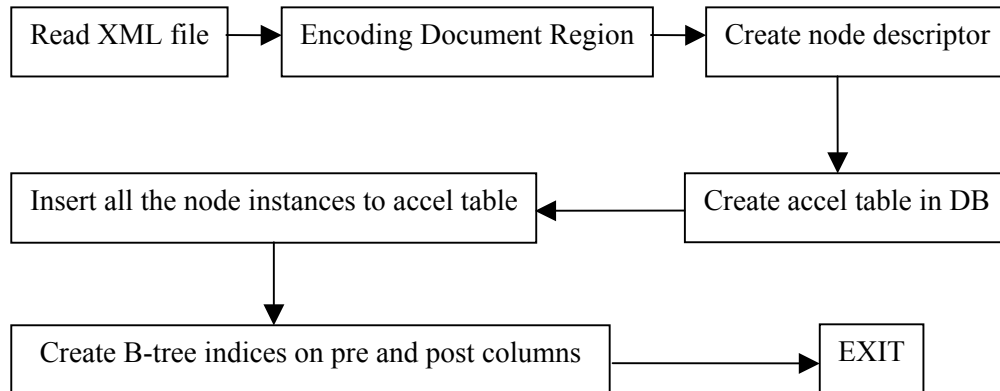 Read XML file
Encoding Document Region
Create node descriptor
Create accel table in DB
Insert all the node instances to accel table
Create B-tree indices on pre and post columns
EXIT